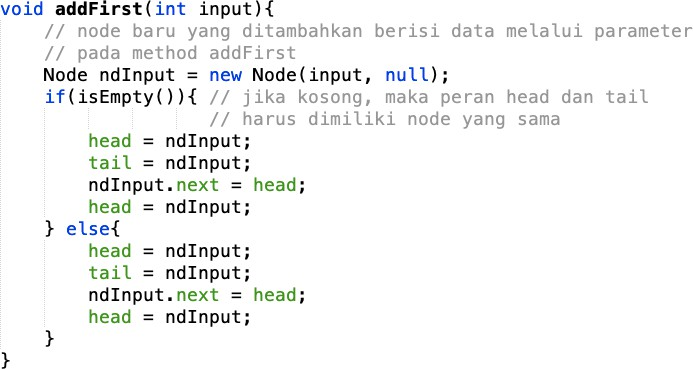 void addFirst(int input){
    // node baru yang ditambahkan berisi data melalui parameter
    // pada method addFirst
    Node ndInput = new Node(input, null);
    if(isEmpty()){ // jika kosong, maka peran head dan tail
                   // harus dimiliki node yang sama
        head = ndInput;
        tail = ndInput;
        ndInput.next = head;
        head = ndInput;
    } else{
        head = ndInput;
        tail = ndInput;
        ndInput.next = head;
        head = ndInput;
    }
}